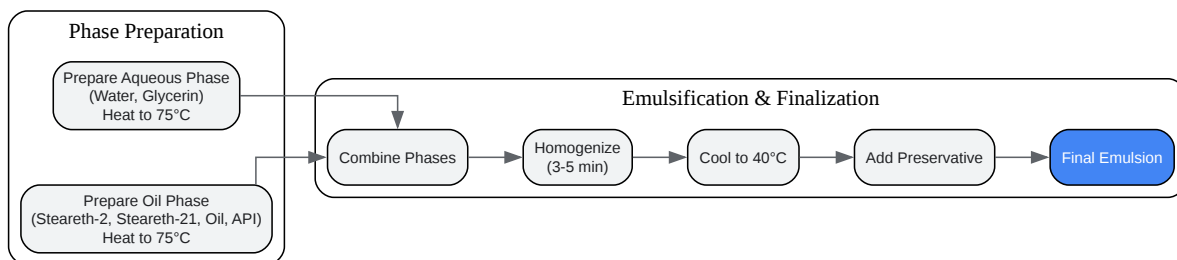 Phase Preparation
Prepare Aqueous Phase
(Water, Glycerin)
Heat to 75°C
Prepare Oil Phase
(Steareth-2, Steareth-21, Oil, API)
Heat to 75°C
Emulsification & Finalization
Combine Phases
Homogenize
(3-5 min)
Cool to 40°C
Add Preservative
Final Emulsion